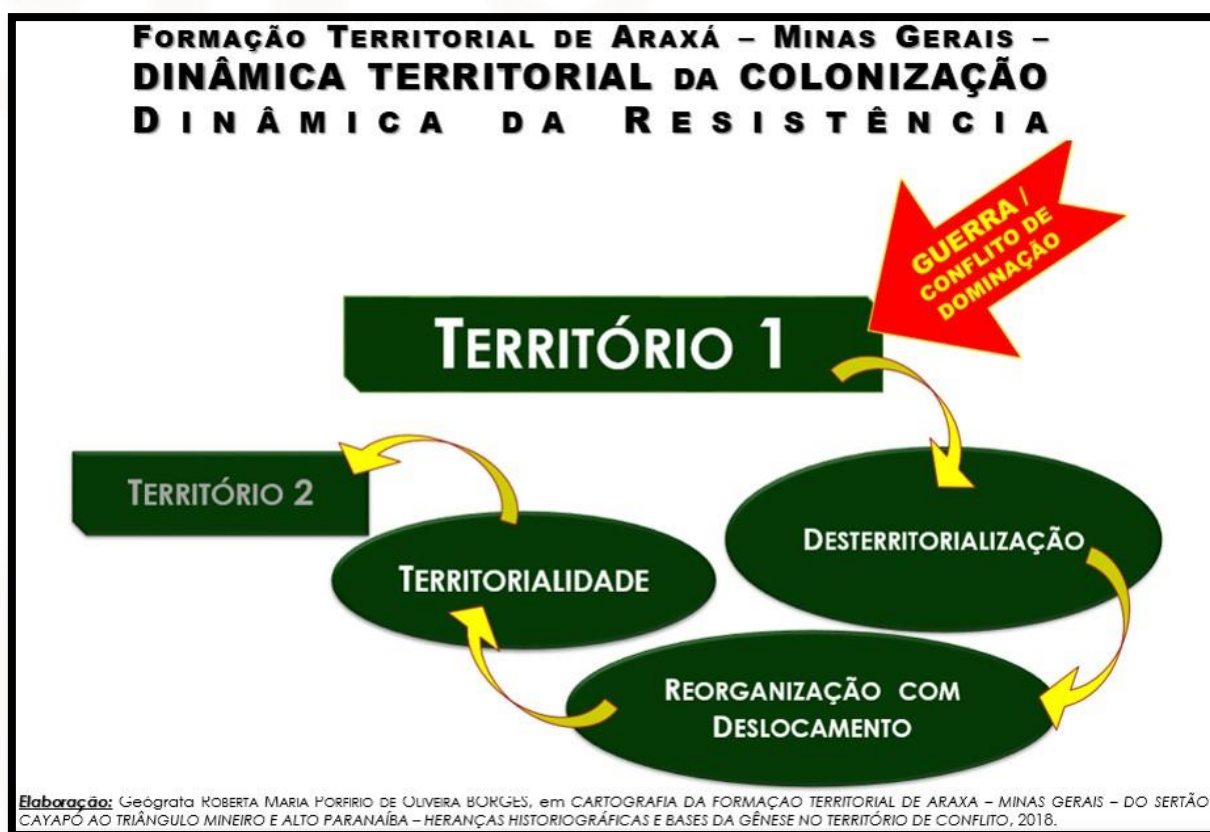 FORMAÇÃO TERRITORIAL DE ARAXÁ – MINAS GERAIS –
DINÂMICA TERRITORIAL DA COLONIZAÇÃO
DINÂMICA DA RESISTÊNCIA
GUERRA /
CONFLITO DE
DOMINAÇÃO
TERRITÓRIO 1
TERRITÓRIO 2
DESTERRITORIALIZAÇÃO
TERRITORIALIDADE
REORGANIZAÇÃO COM
DESLOCAMENTO
Elaboração: Geógrafa ROBERTA MARIA PORFIRIO DE OLIVEIRA BORGES, em CARTOGRAFIA DA FORMAÇAO TERRITORIAL DE ARAXA – MINAS GERAIS – DO SERTÃO
CAYAPÓ AO TRIÂNGULO MINEIRO E ALTO PARANAÍBA – HERANÇAS HISTORIOGRÁFICAS E BASES DA GÊNESE NO TERRITÓRIO DE CONFLITO, 2018.